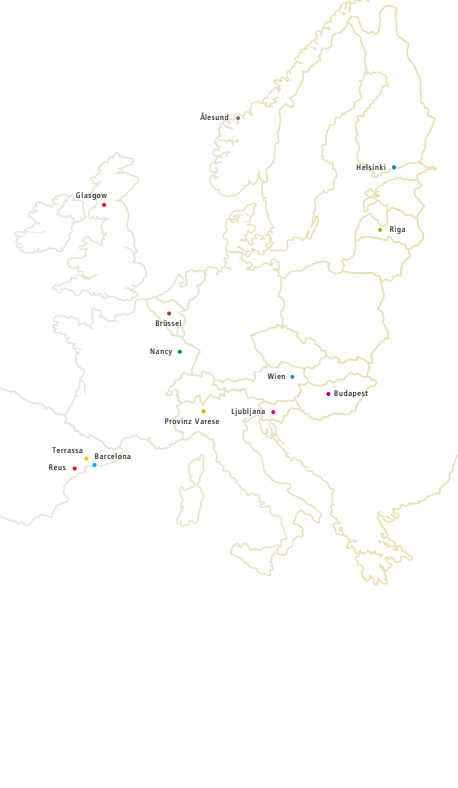 Ålesund
Helsinki
Glasgow
Riga
Brüssel
Nancy
Wien
Budapest
Ljubljana
Provinz Varese
Terrassa
Barcelona
Reus